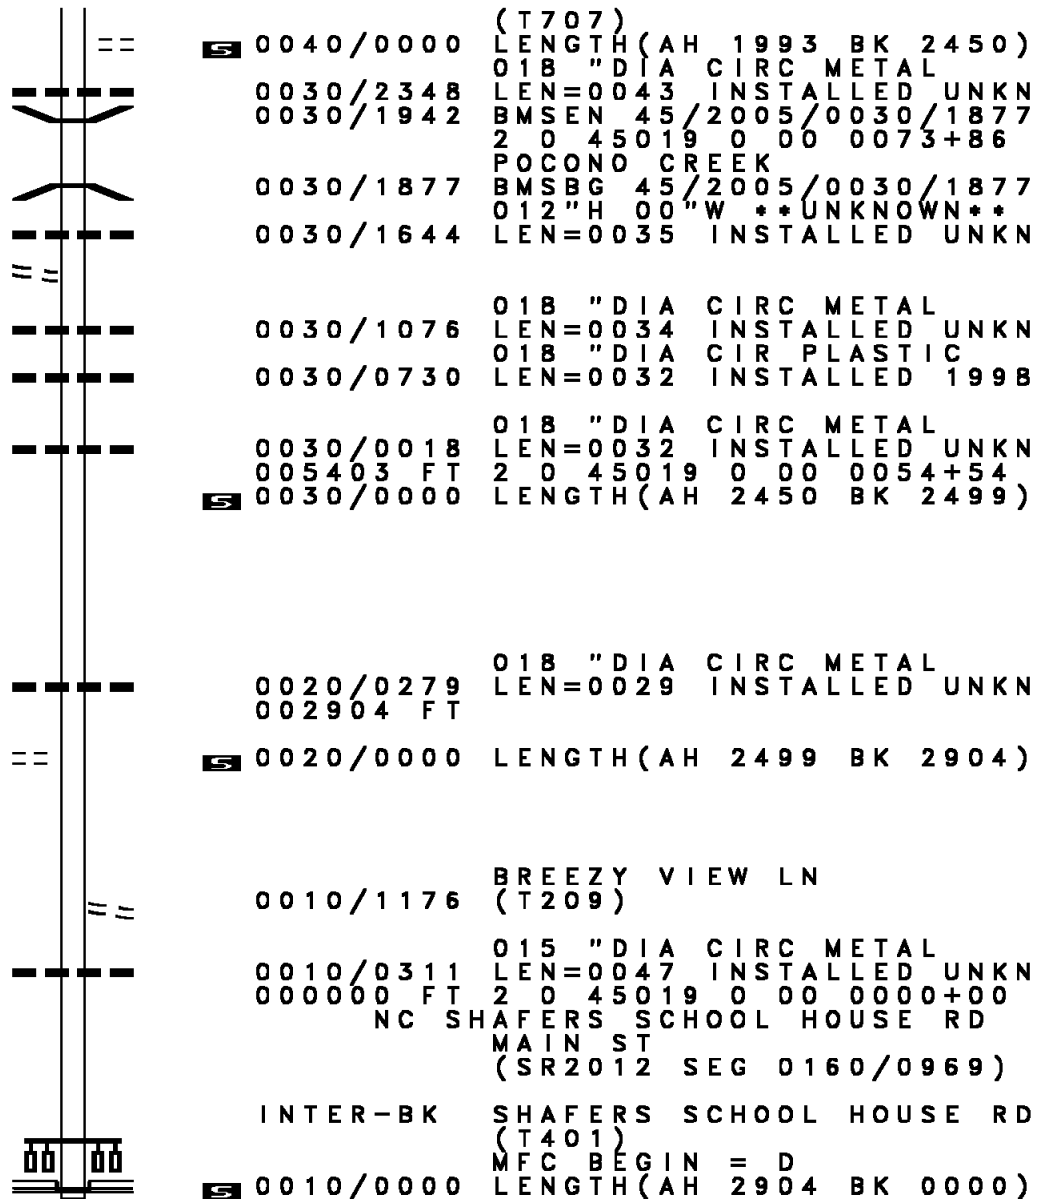 (T707)
S 0040/0000 LENGTH(AH 1993 BK 2450)
018 "DIA CIRC METAL
0030/2348 LEN=0043 INSTALLED UNKN
0030/1942 BMSEN 45/2005/0030/1877
2 0 45019 0 00 0073+86
POCONO CREEK
0030/1877 BMSBG 45/2005/0030/1877
012"H 00"W **UNKNOWN**
0030/1644 LEN=0035 INSTALLED UNKN
018 "DIA CIRC METAL
0030/1076 LEN=0034 INSTALLED UNKN
018 "DIA CIR PLASTIC
0030/0730 LEN=0032 INSTALLED 1998
018 "DIA CIRC METAL
0030/0018 LEN=0032 INSTALLED UNKN
005403 FT 2 0 45019 0 00 0054+54
S 0030/0000 LENGTH(AH 2450 BK 2499)
018 "DIA CIRC METAL
0020/0279 LEN=0029 INSTALLED UNKN
002904 FT
S 0020/0000 LENGTH(AH 2499 BK 2904)
BREEZY VIEW LN
0010/1176 (T209)
015 "DIA CIRC METAL
0010/0311 LEN=0047 INSTALLED UNKN
000000 FT 2 0 45019 0 00 0000+00
NC SHAFERS SCHOOL HOUSE RD
MAIN ST
(SR2012 SEG 0160/0969)
INTER-BK SHAFERS SCHOOL HOUSE RD
(T401)
MFC BEGIN = D
S 0010/0000 LENGTH(AH 2904 BK 0000)